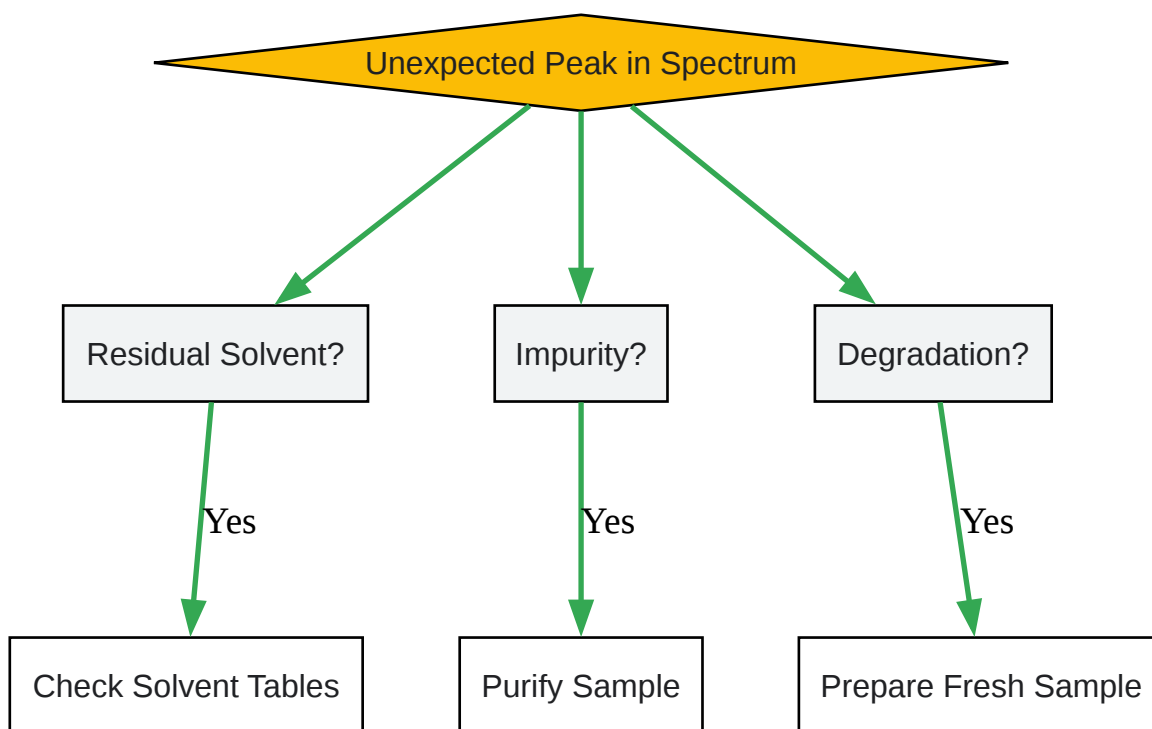 Unexpected Peak in Spectrum
Residual Solvent?
Impurity?
Degradation?
Yes
Yes
Yes
Check Solvent Tables
Purify Sample
Prepare Fresh Sample